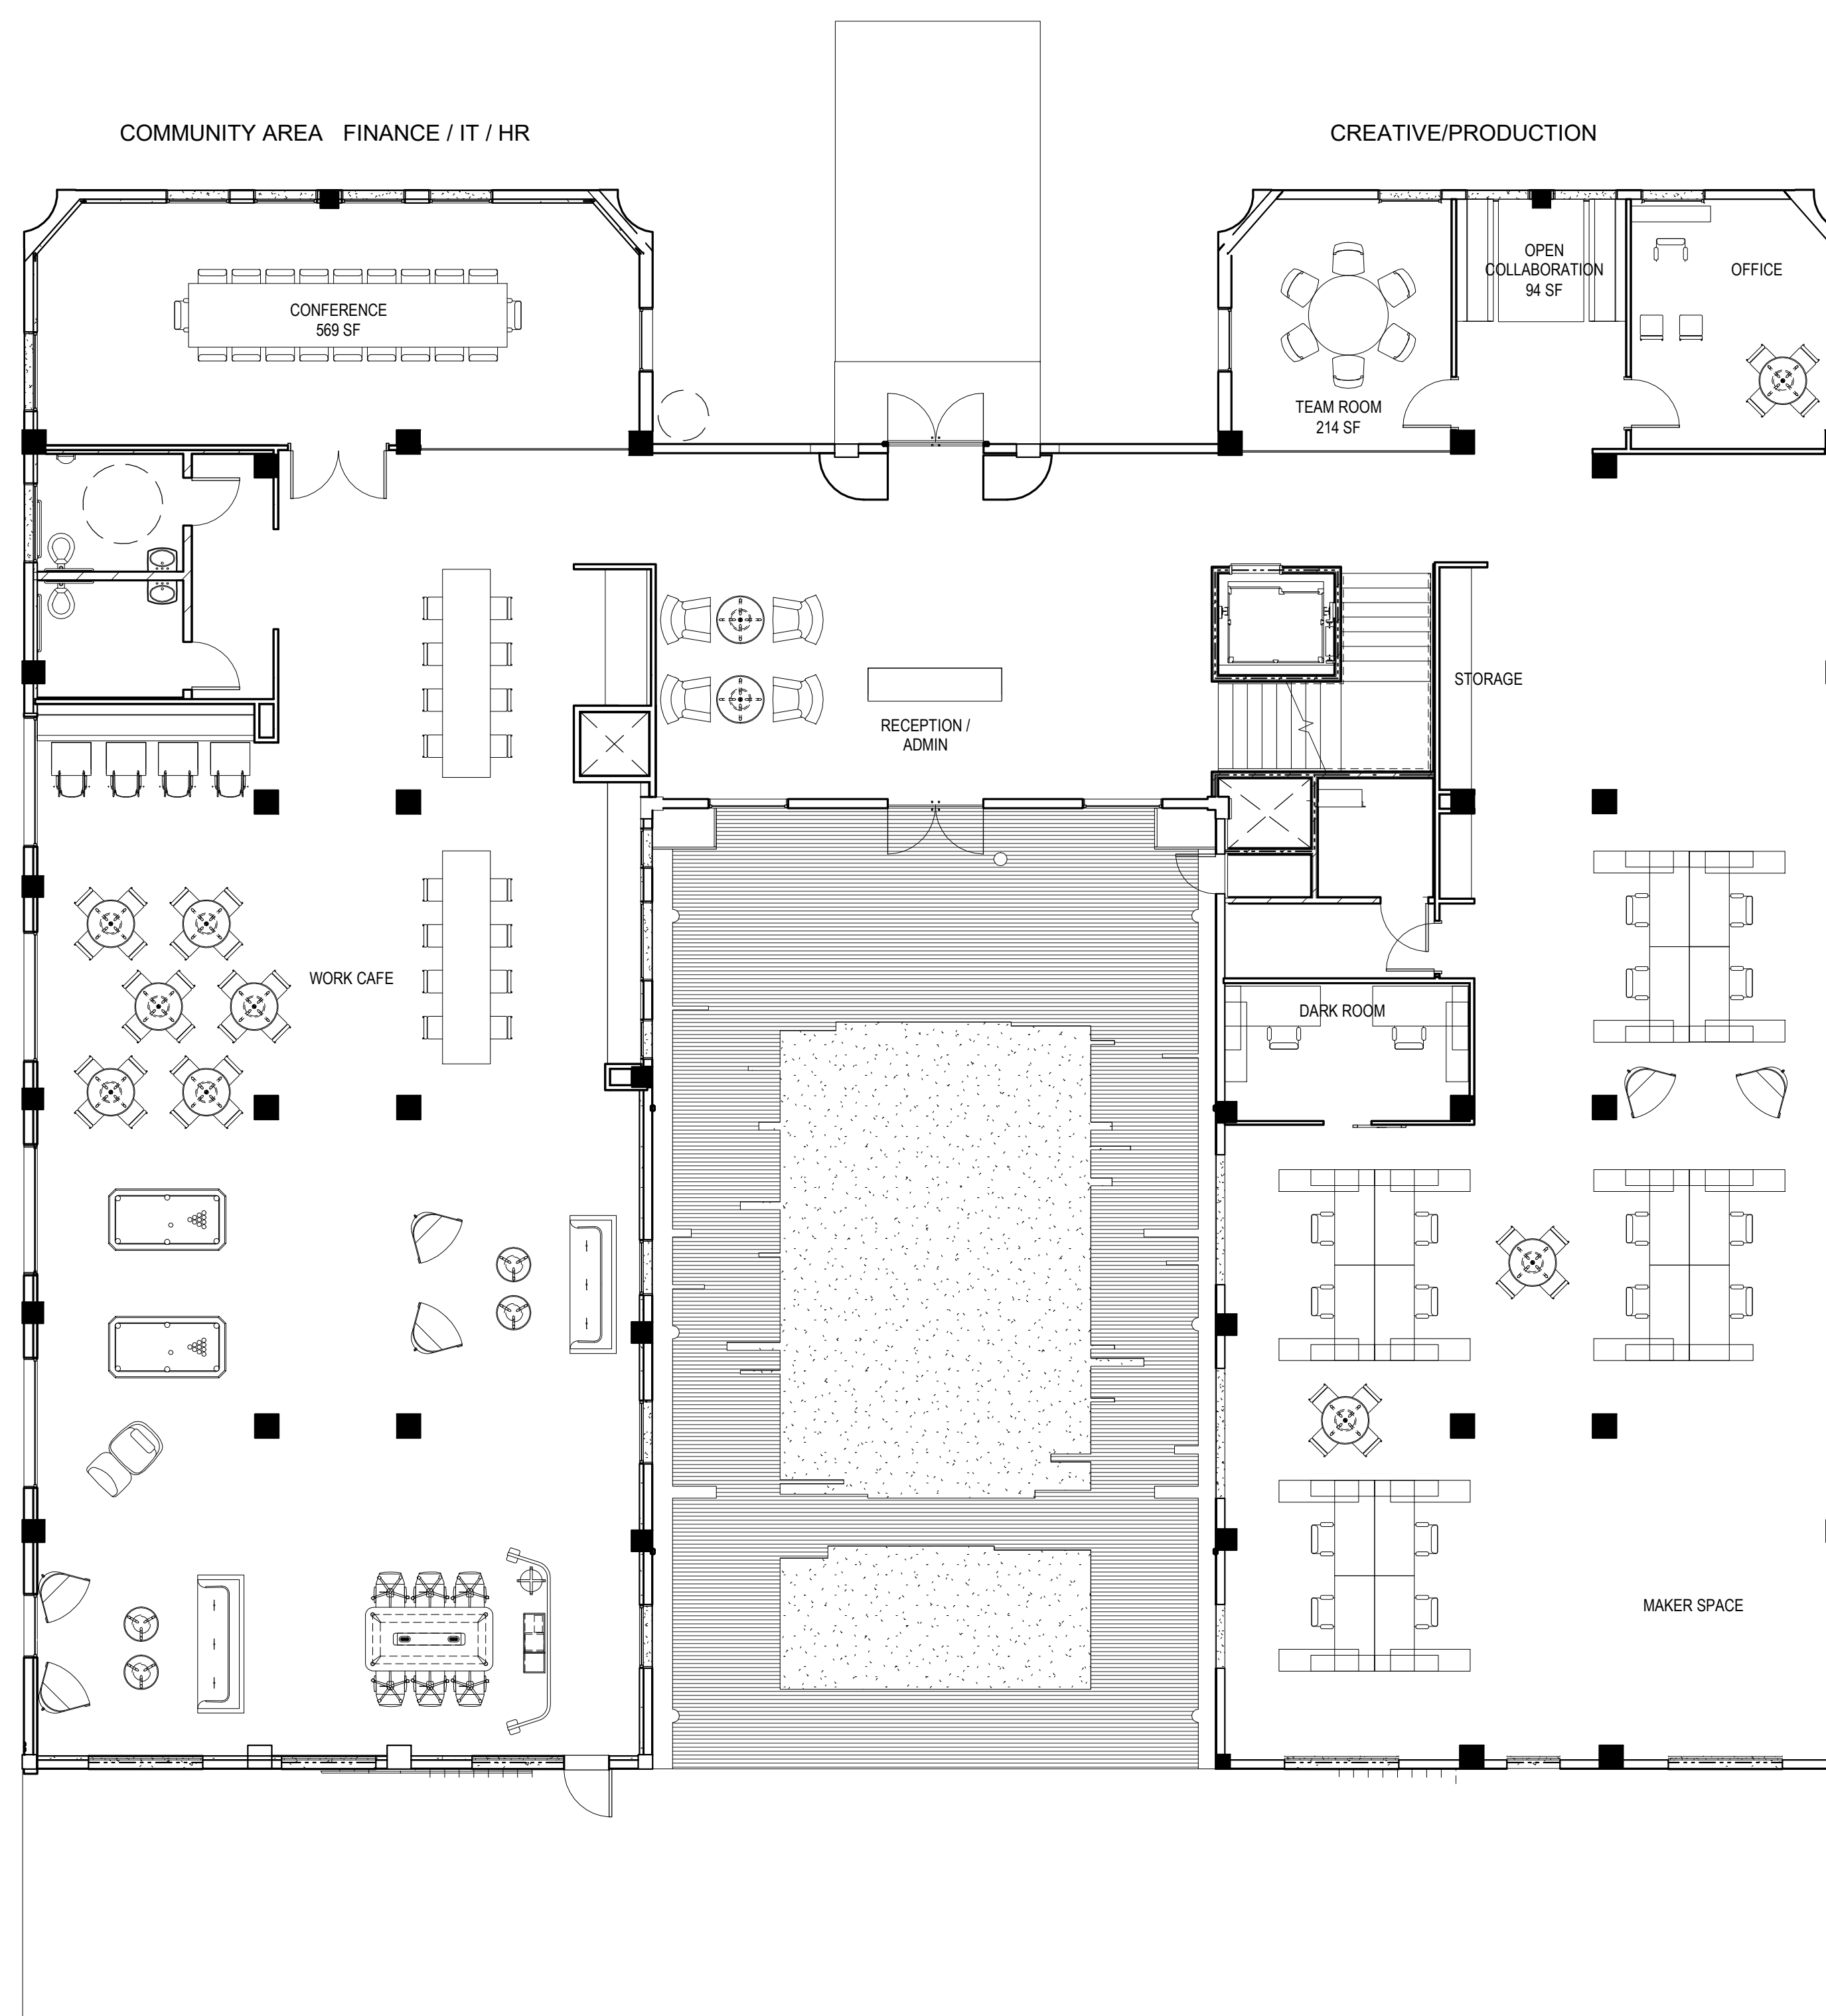 COMMUNITY AREA FINANCE / IT / HR
CREATIVE/PRODUCTION
CONFERENCE
569 SF
OPEN
COLLABORATION
94 SF
OFFICE
TEAM ROOM
214 SF
STORAGE
RECEPTION /
ADMIN
WORK CAFE
DARK ROOM
MAKER SPACE